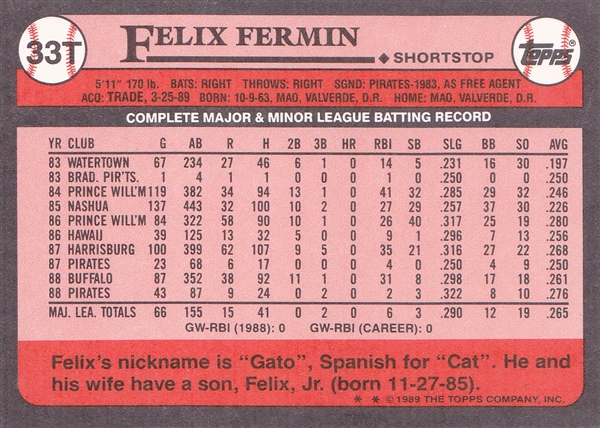 33T
FELIX FERMIN
SHORTSTOP
Topps®
5'11" 170 lb. BATS: RIGHT THROWS: RIGHT SGND: PIRATES-1983, AS FREE AGENT
ACQ: TRADE, 3-25-89 BORN: 10-9-63, MAO, VALVERDE, D.R. HOME: MAO, VALVERDE, D.R.
COMPLETE MAJOR & MINOR LEAGUE BATTING RECORD
YR CLUB G AB R H 2B 3B HR RBI SB SLG BB SO AVG
83 WATERTOWN 67 234 27 46 6 1 0 14 5 .231 16 30 .197
83 BRAD. PIR'TS. 1 4 1 1 0 0 0 1 0 .250 0 0 .250
84 PRINCE WILL'M 119 382 34 94 13 1 0 41 32 .285 29 32 .246
85 NASHUA 137 443 32 100 10 2 0 27 29 .257 37 30 .226
86 PRINCE WILL'M 84 322 58 90 10 1 0 26 40 .317 25 19 .280
86 HAWAII 39 125 13 32 5 0 0 9 1 .296 7 13 .256
87 HARRISBURG 100 399 62 107 9 5 0 35 21 .316 22 22 .268
87 PIRATES 23 68 6 17 0 0 0 4 0 .250 4 9 .250
88 BUFFALO 87 352 38 92 11 1 0 31 8 .298 17 18 .261
88 PIRATES 43 87 9 24 0 2 0 2 3 .322 8 10 .276
MAJ. LEA. TOTALS 66 155 15 41 0 2 0 6 3 .290 12 19 .265
GW-RBI (1988): 0 GW-RBI (CAREER): 0
Felix's nickname is "Gato", Spanish for "Cat". He and
his wife have a son, Felix, Jr. (born 11-27-85).
* * © 1989 THE TOPPS COMPANY, INC.